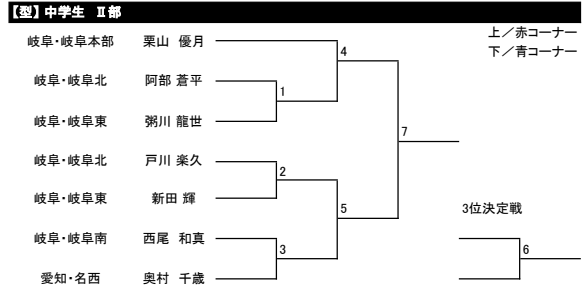 【型】中学生 Ⅱ部
上／赤コーナー
下／青コーナー
岐阜・岐阜本部 栗山 優月
4
岐阜・岐阜北 阿部 蒼平
1
岐阜・岐阜東 粥川 龍世
7
岐阜・岐阜北 戸川 楽久
2
岐阜・岐阜東 新田 輝
5
3位決定戦
岐阜・岐阜南 西尾 和真
3
6
愛知・名西 奥村 千歳